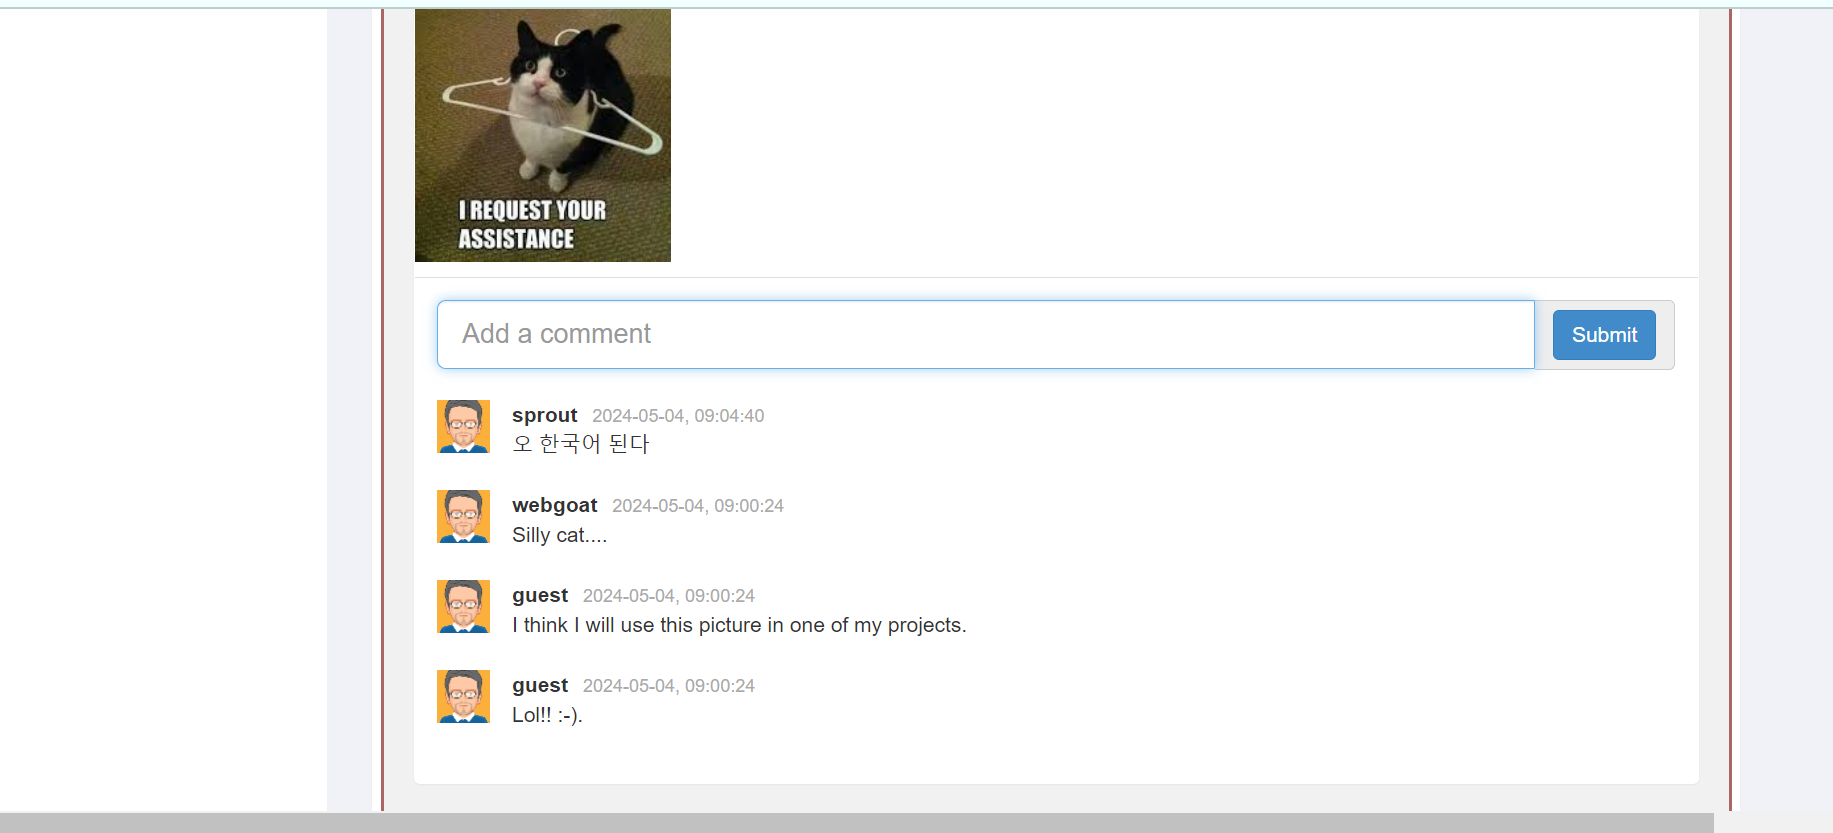 I REQUEST YOUR
ASSISTANCE
Add a comment
Submit
sprout 2024-05-04, 09:04:40
오 한국어 된다
webgoat 2024-05-04, 09:00:24
Silly cat....
guest 2024-05-04, 09:00:24
I think I will use this picture in one of my projects.
guest 2024-05-04, 09:00:24
Lol!! :-).